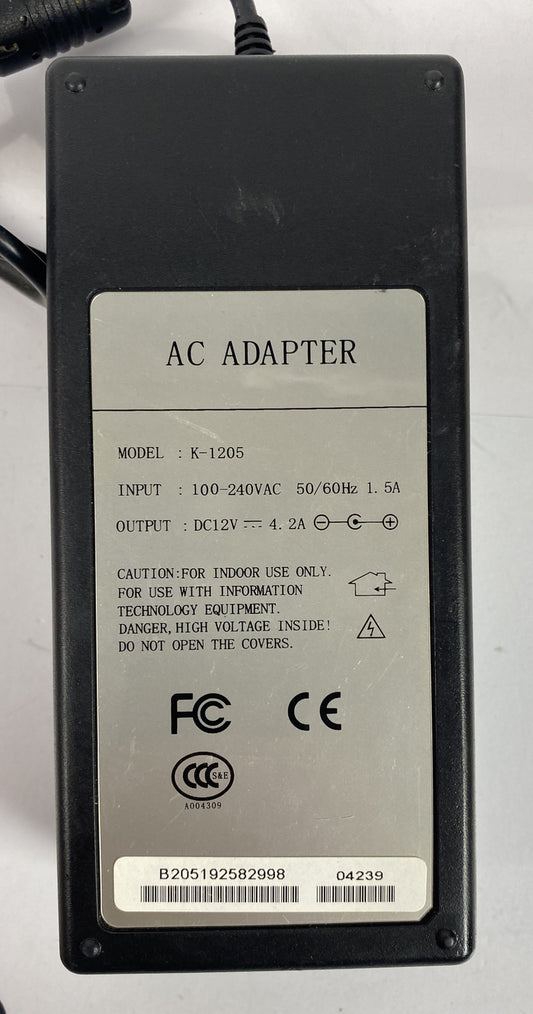 AC ADAPTER
MODEL : K-1205
INPUT : 100-240VAC 50/60Hz 1.5A
OUTPUT : DC12V 4.2A
CAUTION:FOR INDOOR USE ONLY.
FOR USE WITH INFORMATION
TECHNOLOGY EQUIPMENT.
DANGER,HIGH VOLTAGE INSIDE!
DO NOT OPEN THE COVERS.
FC CE
CCC S&E
A004309
B205192582998 04239